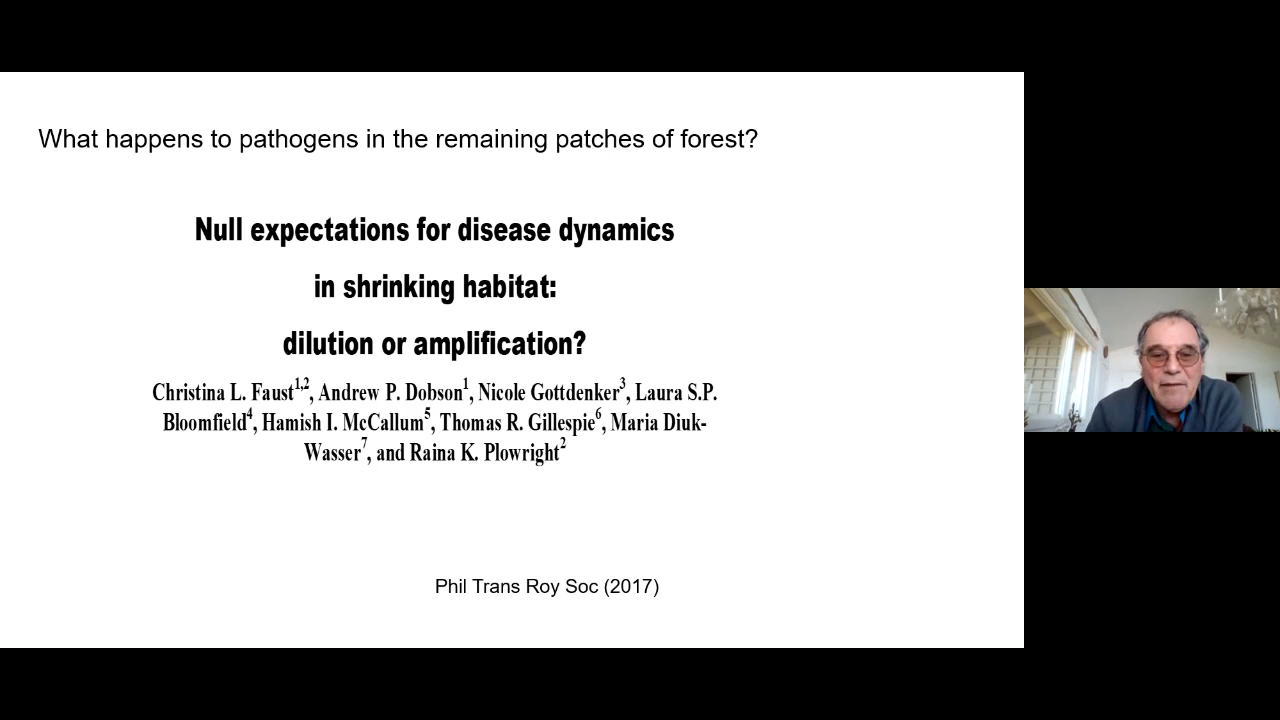 What happens to pathogens in the remaining patches of forest?
Null expectations for disease dynamics
in shrinking habitat:
dilution or amplification?
Christina L. Faust1,2, Andrew P. Dobson1, Nicole Gottdenker3, Laura S.P.
Bloomfield4, Hamish I. McCallum5, Thomas R. Gillespie6, Maria Diuk-
Wasser7, and Raina K. Plowright2
Phil Trans Roy Soc (2017)